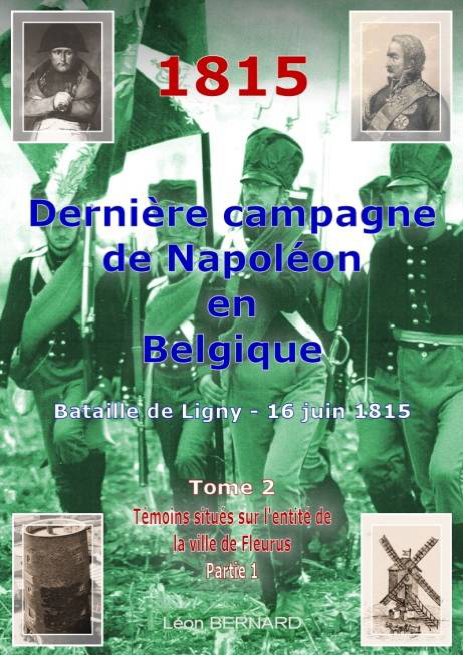 1815
Dernière campagne
de Napoléon
en
Belgique
Bataille de Ligny - 16 juin 1815
Tome 2
Témoins situés sur l'entité de
la ville de Fleurus
Partie 1
Léon BERNARD